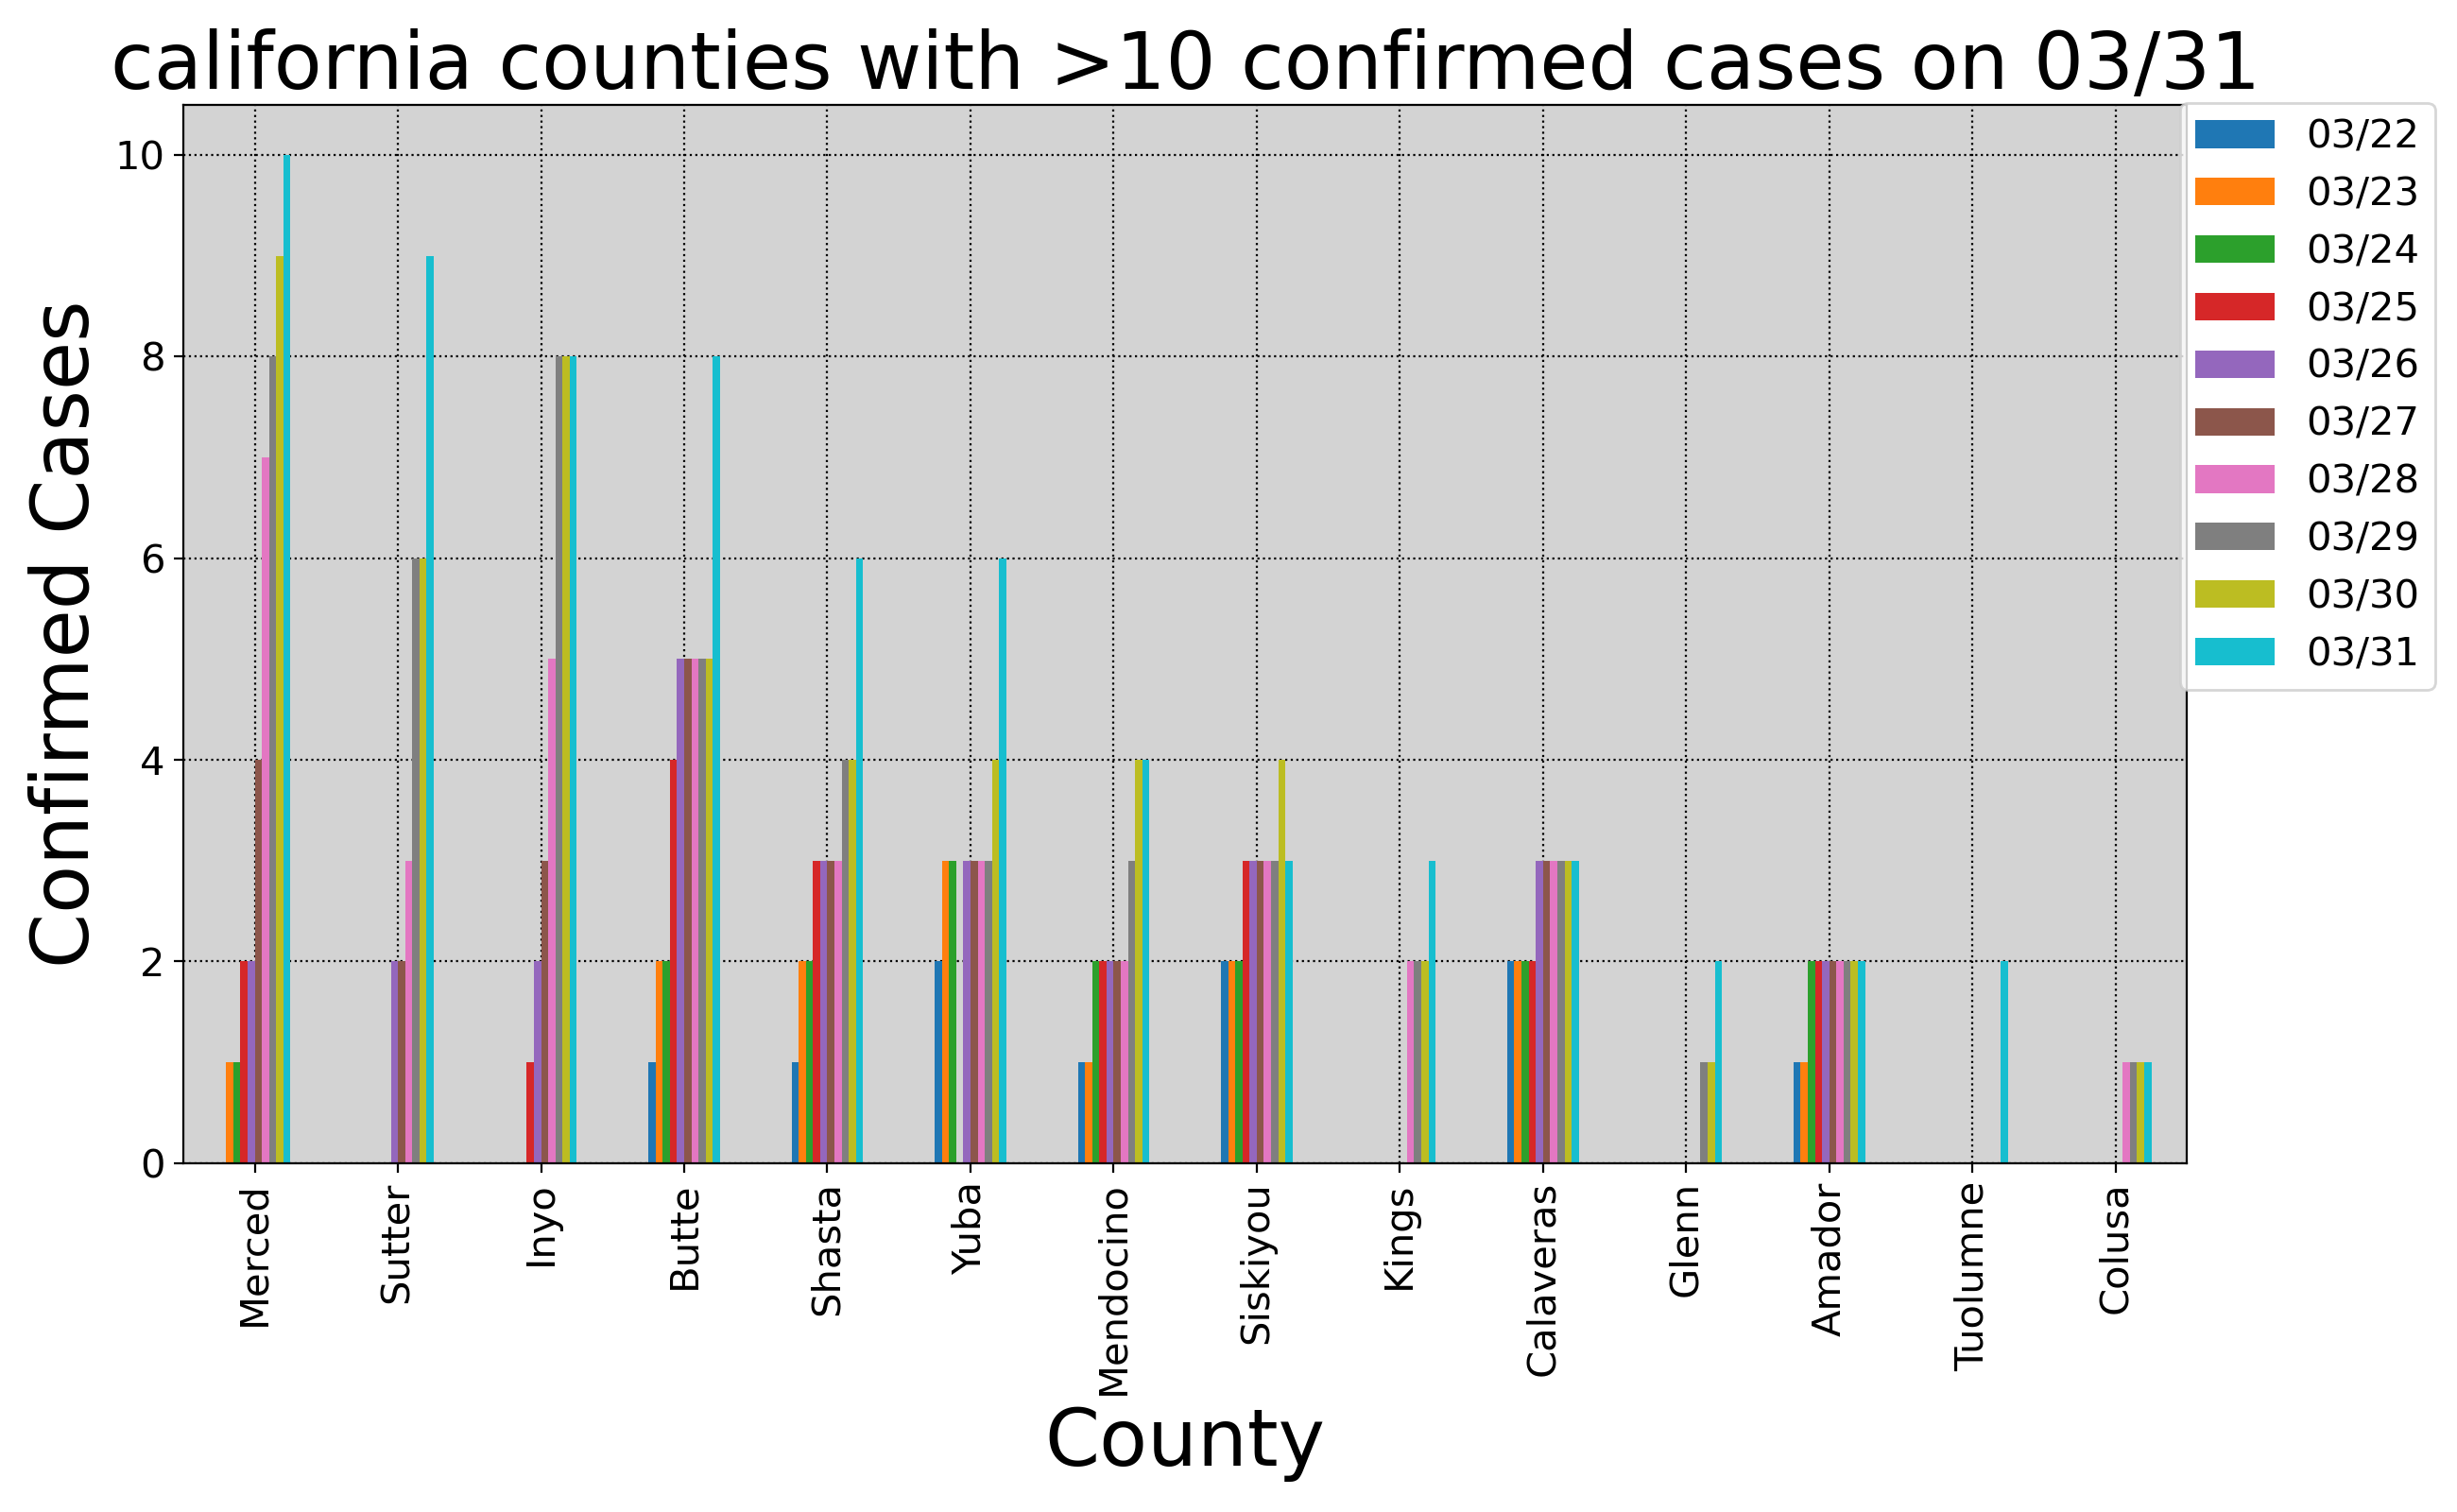 california counties with >10 confirmed cases on 03/31
Confirmed Cases
10
8
6
4
2
0
03/22
03/23
03/24
03/25
03/26
03/27
03/28
03/29
03/30
03/31
Merced
Sutter
Inyo
Butte
Shasta
Yuba
Mendocino
Siskiyou
Kings
Calaveras
Glenn
Amador
Tuolumne
Colusa
County